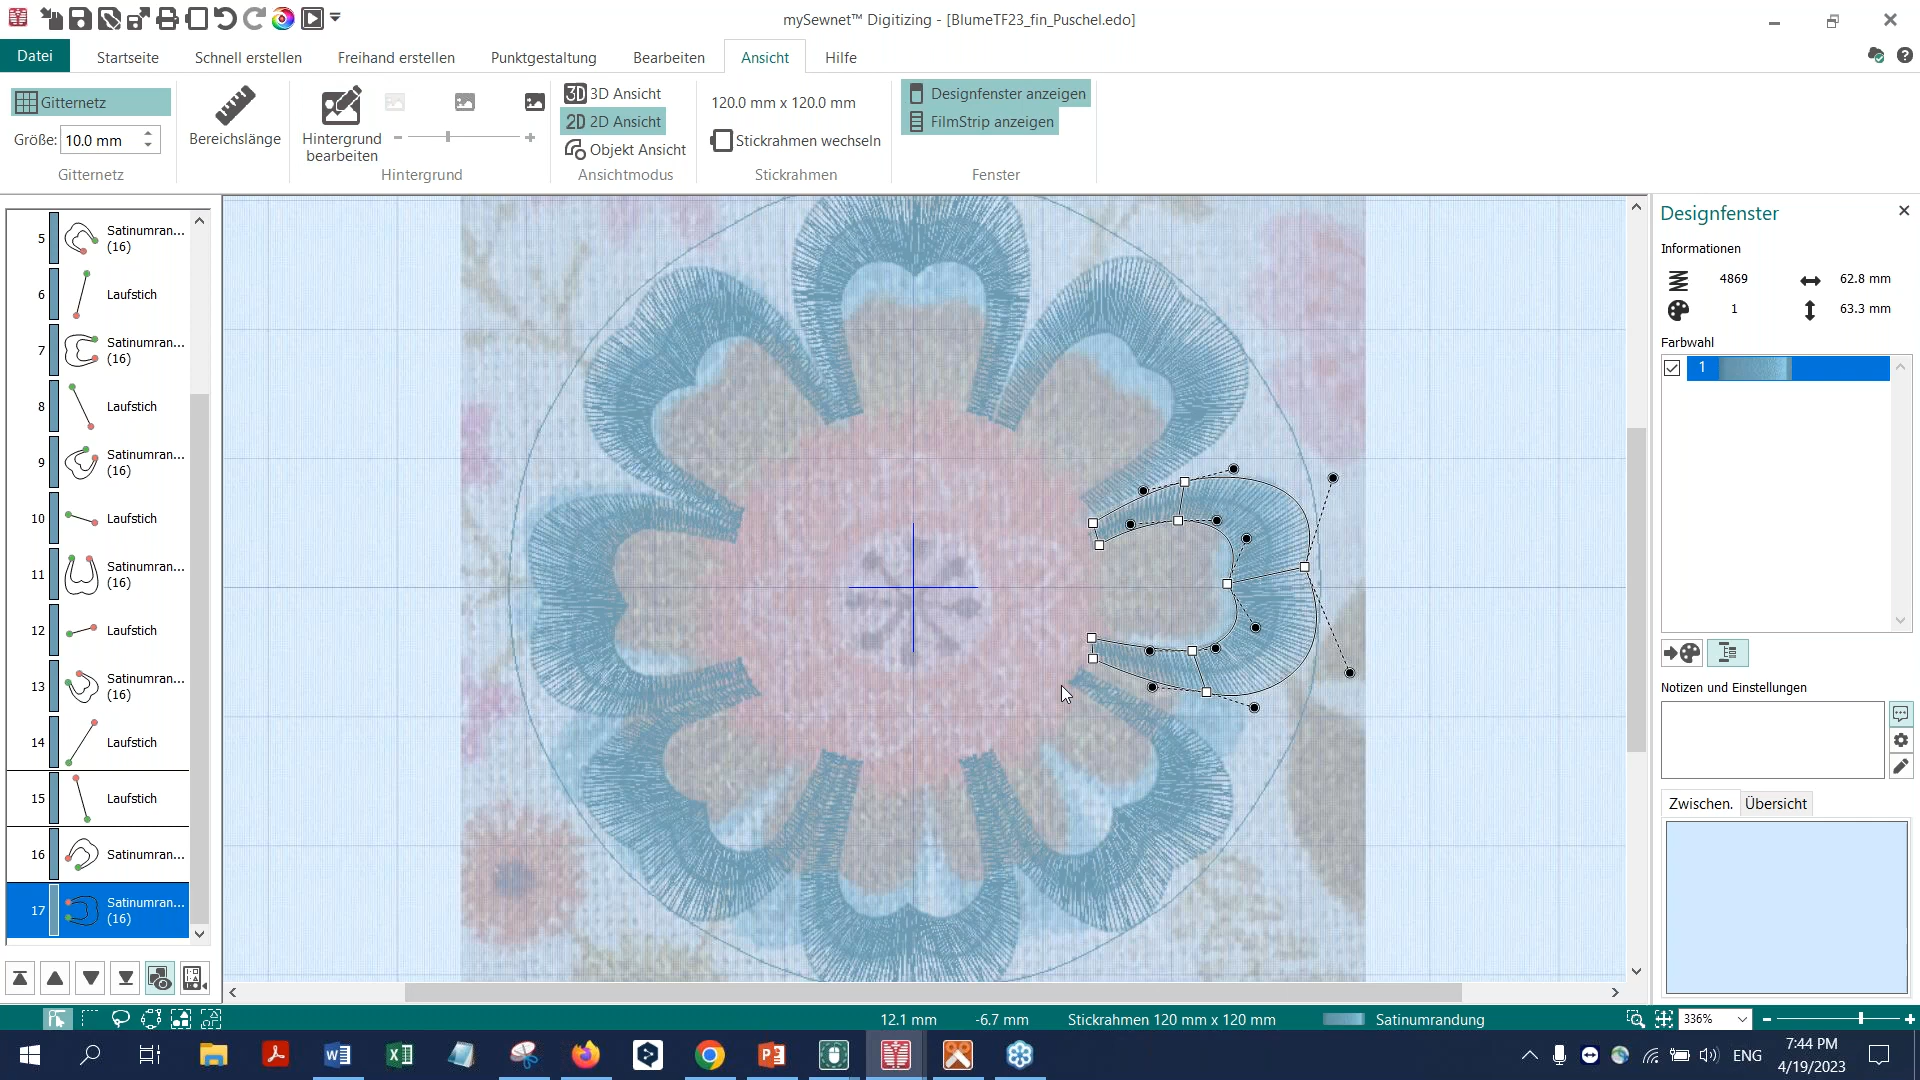 mySewnet™ Digitizing - [BlumeTF23_fin_Puschel.edo]
Datei Startseite Schnell erstellen Freihand erstellen Punktgestaltung Bearbeiten Ansicht Hilfe
Gitternetz
Größe: 10.0 mm
Gitternetz
Bereichslänge
Hintergrund bearbeiten
Hintergrund
3D 3D Ansicht
2D 2D Ansicht
Objekt Ansicht
Ansichtmodus
120.0 mm x 120.0 mm
Stickrahmen wechseln
Stickrahmen
Designfenster anzeigen
FilmStrip anzeigen
Fenster
5 Satinumran... (16)
6 Laufstich
7 Satinumran... (16)
8 Laufstich
9 Satinumran... (16)
10 Laufstich
11 Satinumran... (16)
12 Laufstich
13 Satinumran... (16)
14 Laufstich
15 Laufstich
16 Satinumran...
17 Satinumran... (16)
Designfenster
Informationen
4869 62.8 mm
1 63.3 mm
Farbwahl
1
Notizen und Einstellungen
Zwischen. Übersicht
12.1 mm -6.7 mm Stickrahmen 120 mm x 120 mm Satinumrandung 336%
ENG
7:44 PM
4/19/2023